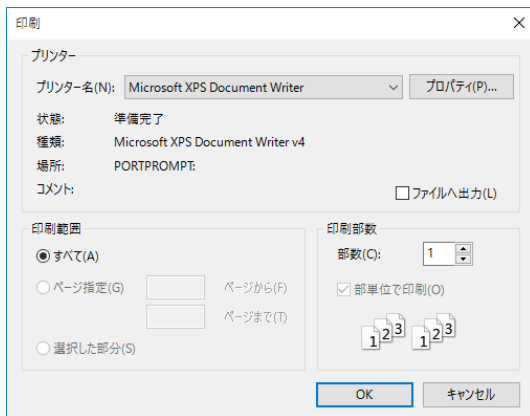 印刷
プリンター
プリンター名(N): Microsoft XPS Document Writer プロパティ(P)...
状態: 準備完了
種類: Microsoft XPS Document Writer v4
場所: PORTPROMPT:
コメント: ファイルへ出力(L)
印刷範囲
すべて(A)
ページ指定(G) ページから(F)
ページまで(T)
選択した部分(S)
印刷部数
部数(C): 1
部単位で印刷(O)
1 2 3 1 2 3
OK キャンセル